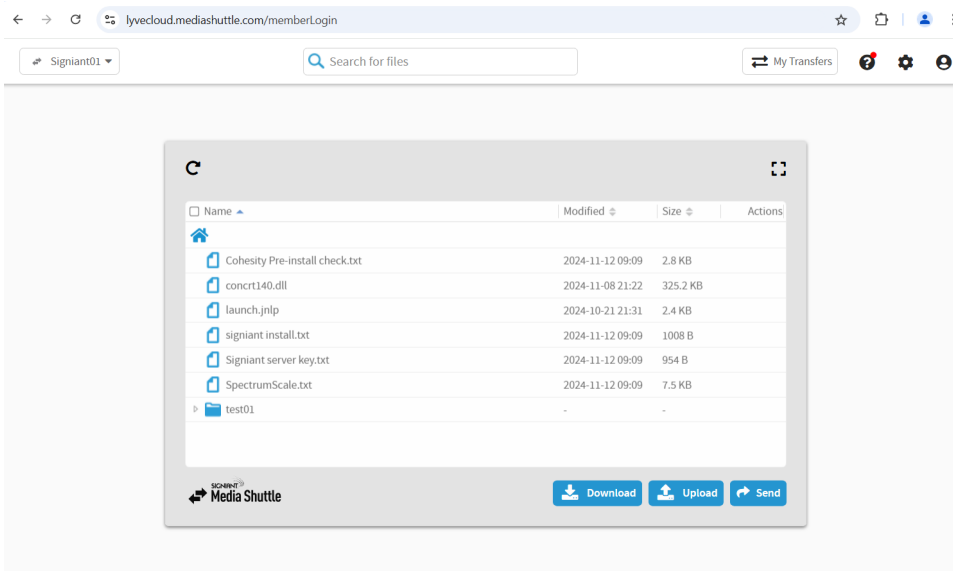 lyvecloud.mediashuttle.com/memberLogin
Signiant01
Search for files
My Transfers
Name Modified Size Actions
Cohesity Pre-install check.txt 2024-11-12 09:09 2.8 KB
concrt140.dll 2024-11-08 21:22 325.2 KB
launch.jnlp 2024-10-21 21:31 2.4 KB
signiant install.txt 2024-11-12 09:09 1008 B
Signiant server key.txt 2024-11-12 09:09 954 B
SpectrumScale.txt 2024-11-12 09:09 7.5 KB
test01 - -
SIGNIANT
Media Shuttle
Download Upload Send